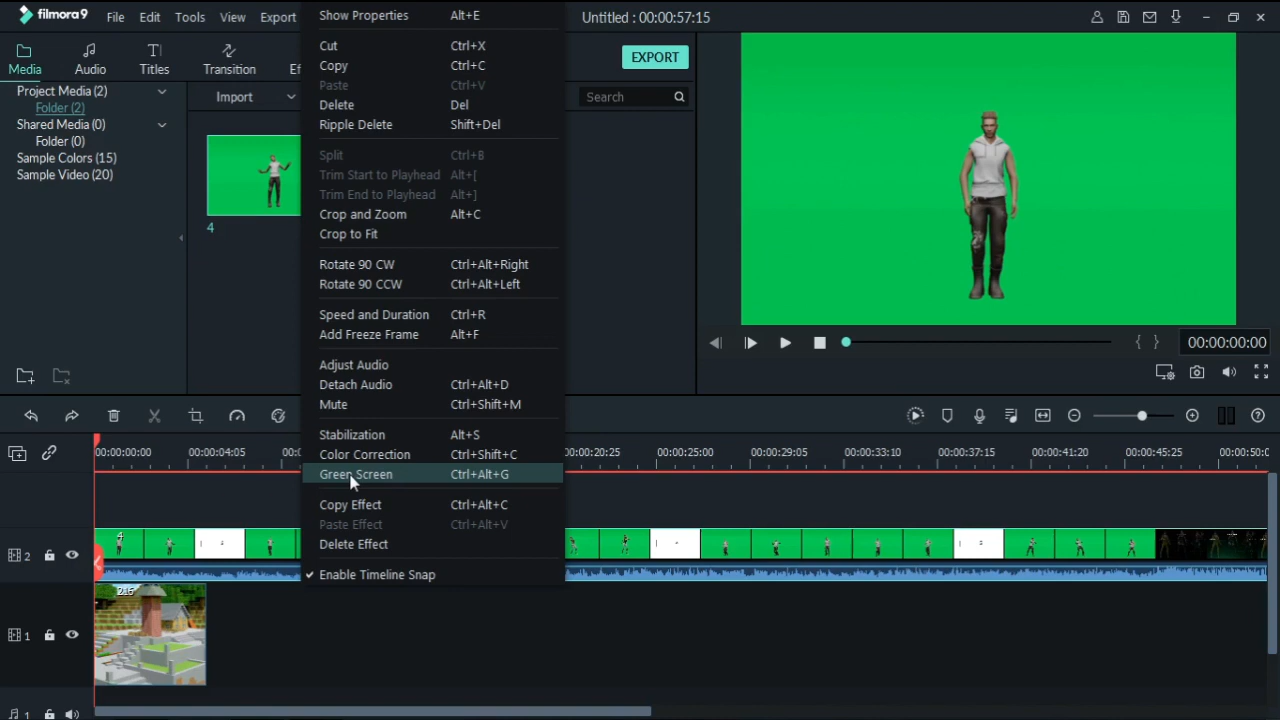 filmora9 File Edit Tools View Export Untitled : 00:00:57:15
Media Audio Titles Transition Ef EXPORT
Project Media (2)
Folder (2)
Shared Media (0)
Folder (0)
Sample Colors (15)
Sample Video (20)
Import Search
4
Show Properties Alt+E
Cut Ctrl+X
Copy Ctrl+C
Paste Ctrl+V
Delete Del
Ripple Delete Shift+Del
Split Ctrl+B
Trim Start to Playhead Alt+[
Trim End to Playhead Alt+]
Crop and Zoom Alt+C
Crop to Fit
Rotate 90 CW Ctrl+Alt+Right
Rotate 90 CCW Ctrl+Alt+Left
Speed and Duration Ctrl+R
Add Freeze Frame Alt+F
Adjust Audio
Detach Audio Ctrl+Alt+D
Mute Ctrl+Shift+M
Stabilization Alt+S
Color Correction Ctrl+Shift+C
Green Screen Ctrl+Alt+G
Copy Effect Ctrl+Alt+C
Paste Effect Ctrl+Alt+V
Delete Effect
Enable Timeline Snap
{ } 00:00:00:00
00:00:00:00 00:00:04:05 00:0 00:00:20:25 00:00:25:00 00:00:29:05 00:00:33:10 00:00:37:15 00:00:41:20 00:00:45:25 00:00:50:0
4
2
1
1